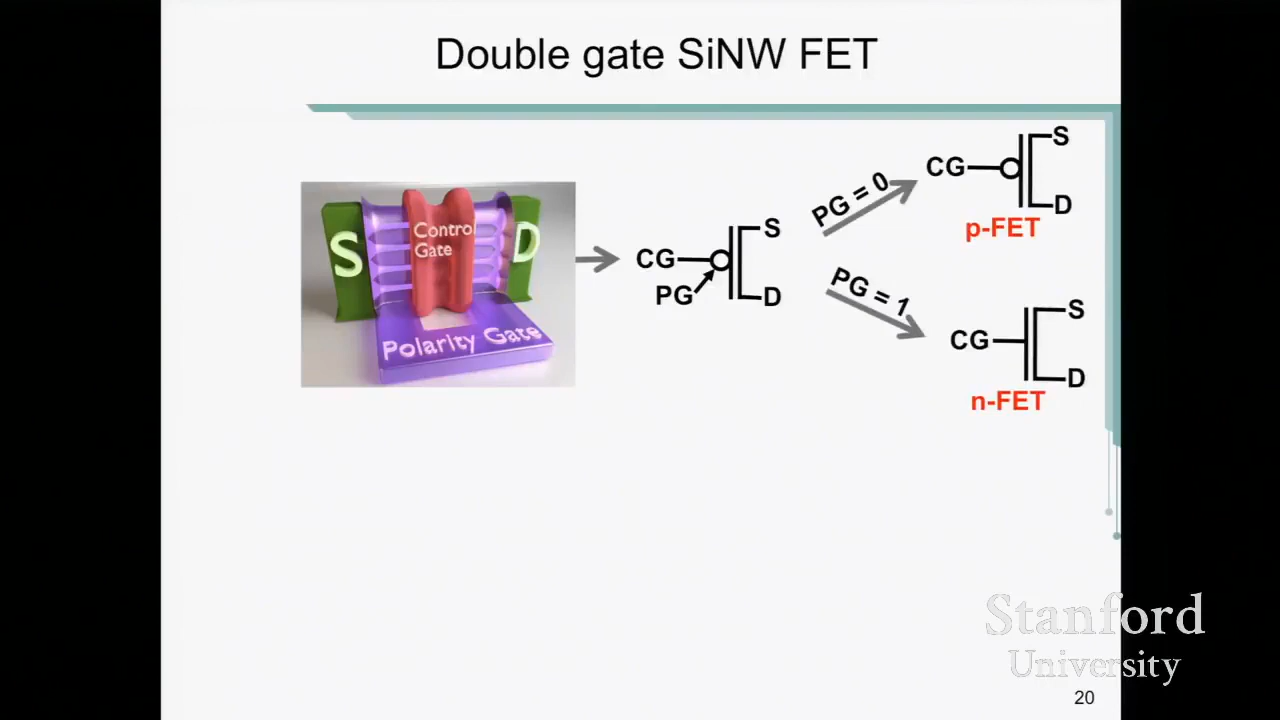 Double gate SiNW FET
S
Control
Gate
D
Polarity Gate
CG
PG
S
D
PG = 0
CG
S
D
p-FET
PG = 1
CG
S
D
n-FET
Stanford
University
20